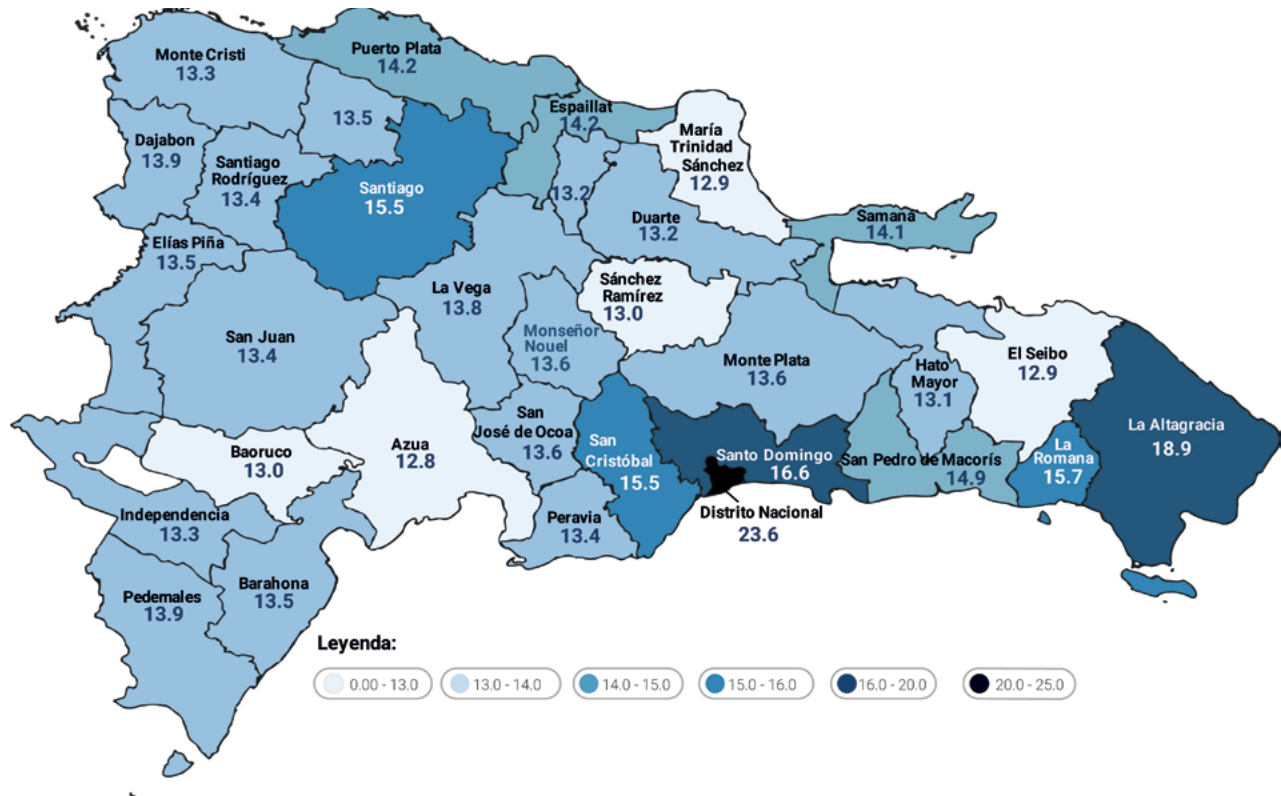 Monte Cristi
13.3
Puerto Plata
14.2
13.5
Espaillat
14.2
María
Trinidad
Sánchez
12.9
Dajabon
13.9
Santiago
Rodríguez
13.4
Santiago
15.5
13.2
Duarte
13.2
Samaná
14.1
Elías Piña
13.5
La Vega
13.8
Sánchez
Ramírez
13.0
San Juan
13.4
Monseñor
Nouel
13.6
Monte Plata
13.6
Hato
Mayor
13.1
El Seibo
12.9
La Altagracia
18.9
Baoruco
13.0
Azua
12.8
San
José de Ocoa
13.6
San
Cristóbal
15.5
Santo Domingo
16.6
San Pedro de Macorís
14.9
La
Romana
15.7
Distrito Nacional
23.6
Independencia
13.3
Peravia
13.4
Pedernales
13.9
Barahona
13.5
Leyenda:
0.00 - 13.0
13.0 - 14.0
14.0 - 15.0
15.0 - 16.0
16.0 - 20.0
20.0 - 25.0